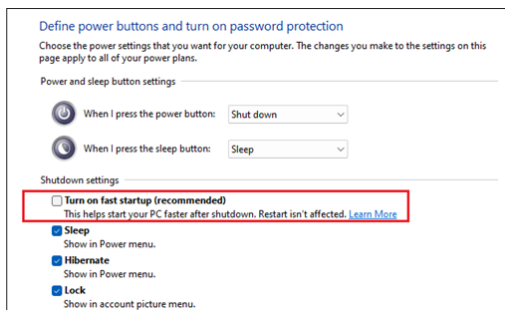 Define power buttons and turn on password protection
Choose the power settings that you want for your computer. The changes you make to the settings on this
page apply to all of your power plans.
Power and sleep button settings
When I press the power button: Shut down
When I press the sleep button: Sleep
Shutdown settings
Turn on fast startup (recommended)
This helps start your PC faster after shutdown. Restart isn't affected. Learn More
Sleep
Show in Power menu.
Hibernate
Show in Power menu.
Lock
Show in account picture menu.